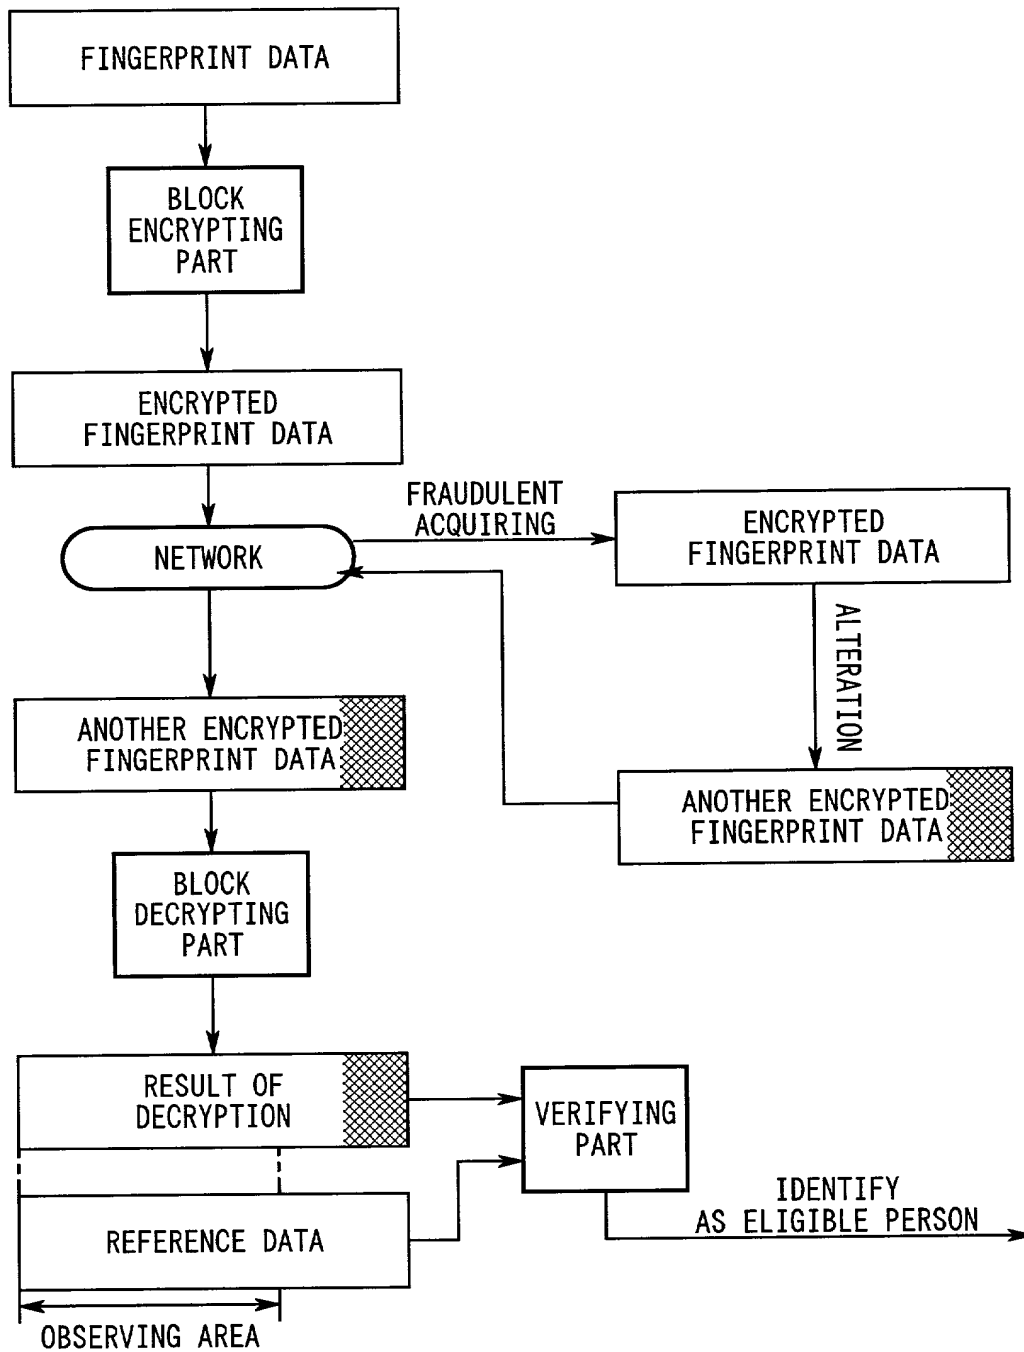 FINGERPRINT DATA
BLOCK
ENCRYPTING
PART
ENCRYPTED
FINGERPRINT DATA
FRAUDULENT
ACQUIRING
NETWORK
ENCRYPTED
FINGERPRINT DATA
ALTERATION
ANOTHER ENCRYPTED
FINGERPRINT DATA
ANOTHER ENCRYPTED
FINGERPRINT DATA
BLOCK
DECRYPTING
PART
RESULT OF
DECRYPTION
VERIFYING
PART
IDENTIFY
AS ELIGIBLE PERSON
REFERENCE DATA
OBSERVING AREA